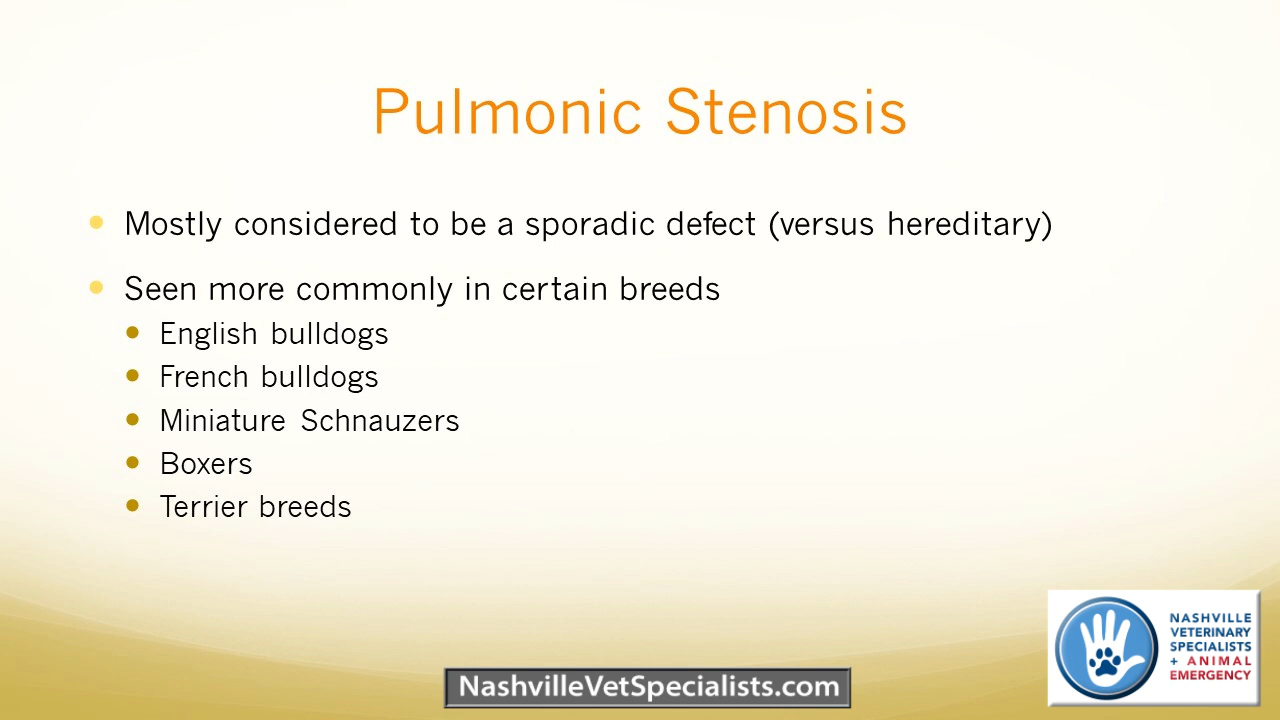 Pulmonic Stenosis
Mostly considered to be a sporadic defect (versus hereditary)
Seen more commonly in certain breeds
English bulldogs
French bulldogs
Miniature Schnauzers
Boxers
Terrier breeds
NASHVILLE
VETERINARY
SPECIALISTS
+ ANIMAL
EMERGENCY
NashvilleVetSpecialists.com